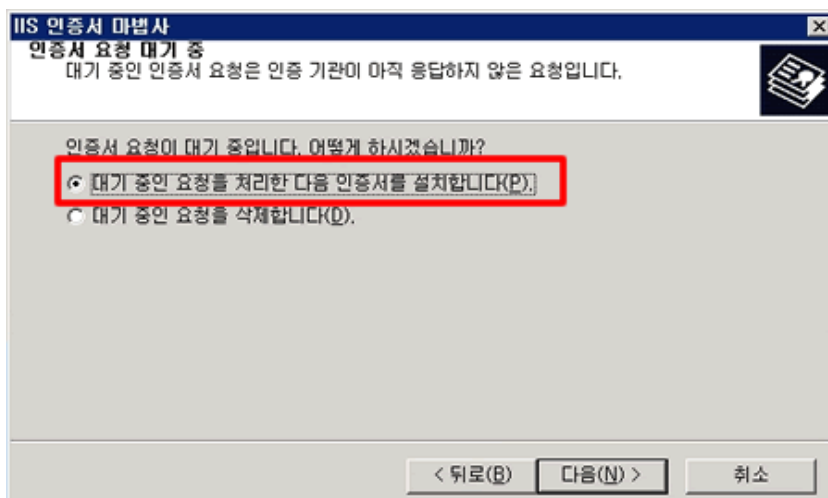 IIS 인증서 마법사
인증서 요청 대기 중
대기 중인 인증서 요청은 인증 기관이 아직 응답하지 않은 요청입니다.
인증서 요청이 대기 중입니다. 어떻게 하시겠습니까?
대기 중인 요청을 처리한 다음 인증서를 설치합니다(P).
대기 중인 요청을 삭제합니다(D).
< 뒤로(B) 다음(N) > 취소